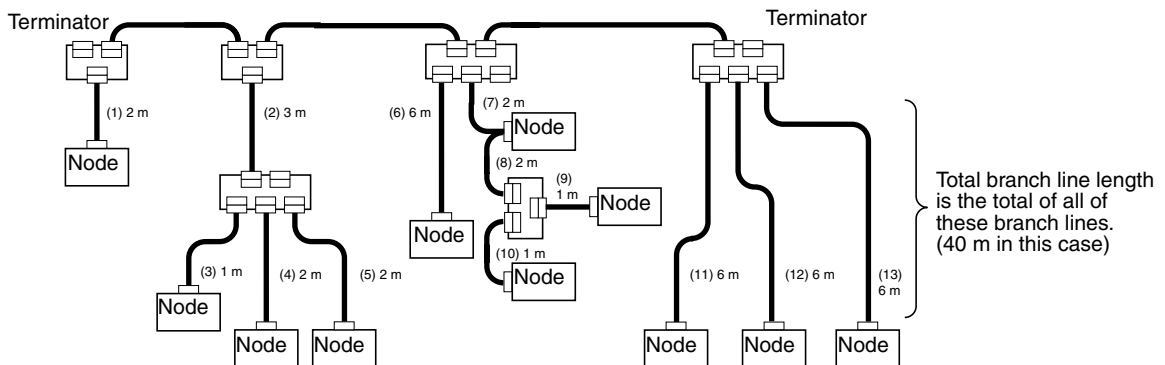 Terminator
Terminator
(1) 2 m
(2) 3 m
(6) 6 m
(7) 2 m
Node
Node
(8) 2 m
(9)
1 m
Node
Node
(10) 1 m
Node
(3) 1 m
(4) 2 m
(5) 2 m
Node
Node
Node
(11) 6 m
(12) 6 m
(13)
6 m
Node
Node
Node
Total branch line length
is the total of all of
these branch lines.
(40 m in this case)